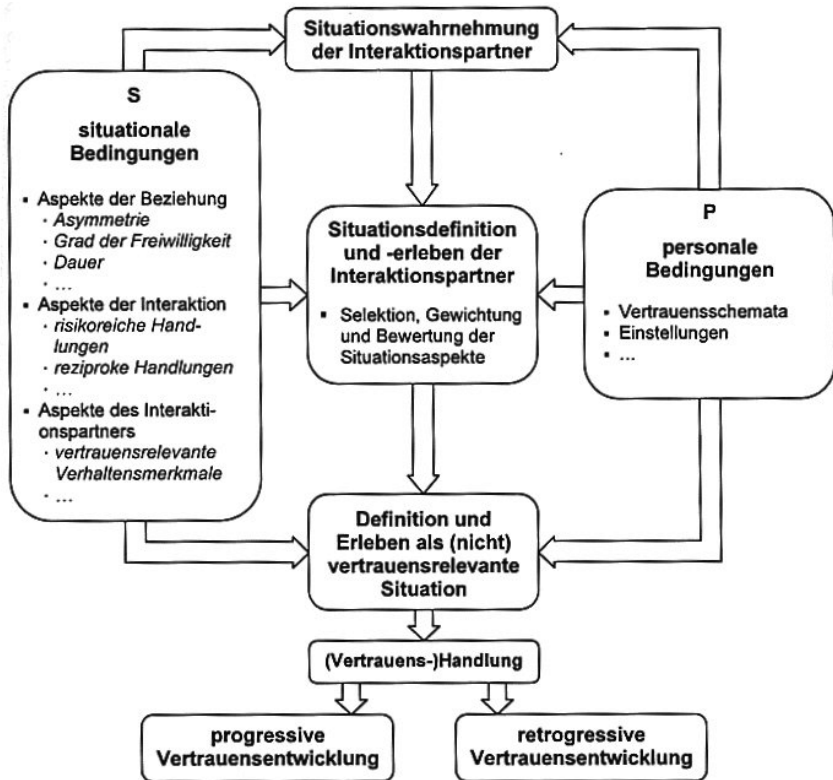 Situationswahrnehmung
der Interaktionspartner
S
situationale
Bedingungen
▪ Aspekte der Beziehung
· Asymmetrie
· Grad der Freiwilligkeit
· Dauer
· ...
▪ Aspekte der Interaktion
· risikoreiche Hand-
lungen
· reziproke Handlungen
· ...
▪ Aspekte des Interakti-
onspartners
· vertrauensrelevante
Verhaltensmerkmale
· ...
Situationsdefinition
und -erleben der
Interaktionspartner
▪ Selektion, Gewichtung
und Bewertung der
Situationsaspekte
P
personale
Bedingungen
▪ Vertrauensschemata
▪ Einstellungen
▪ ...
Definition und
Erleben als (nicht)
vertrauensrelevante
Situation
(Vertrauens-)Handlung
progressive
Vertrauensentwicklung
retrogressive
Vertrauensentwicklung